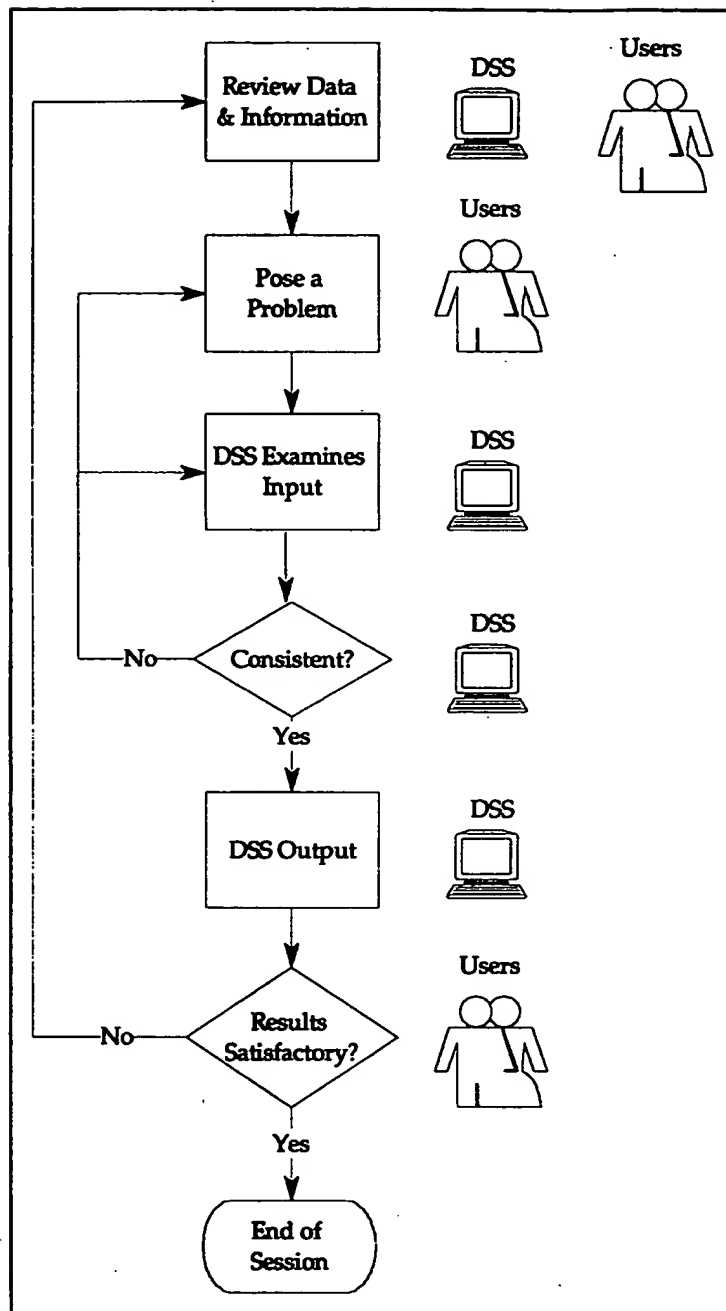 Users
DSS
Review Data
& Information
Users
Pose a
Problem
DSS Examines
Input
DSS
DSS
No
Consistent?
Yes
DSS
DSS Output
Users
No
Results
Satisfactory?
Yes
End of
Session